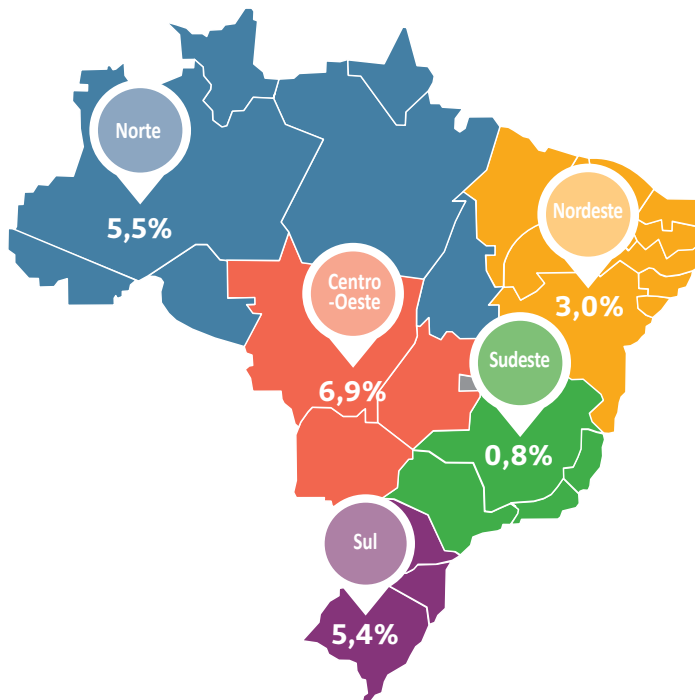 Norte
5,5%
Nordeste
3,0%
Centro
-Oeste
6,9%
Sudeste
0,8%
Sul
5,4%